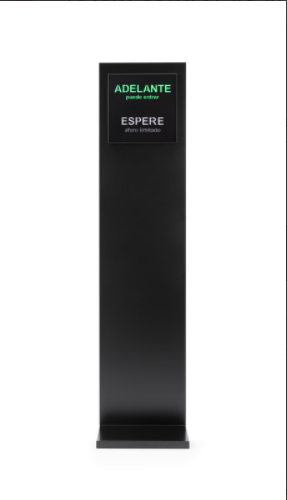 ADELANTE
puede entrar
ESPERE
aforo limitado